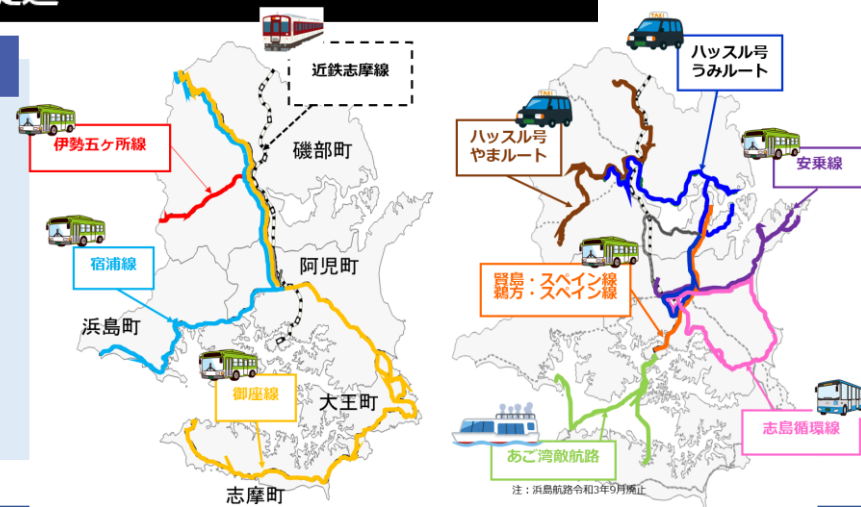 近鉄志摩線
伊勢五ヶ所線
磯部町
宿浦線
阿児町
浜島町
御座線
大王町
志摩町
TAXI
ハッスル号
うみルート
TAXI
ハッスル号
やまルート
安乗線
賢島：スペイン線
鵜方：スペイン線
志島循環線
あご湾敵航路
注：浜島航路令和3年9月廃止